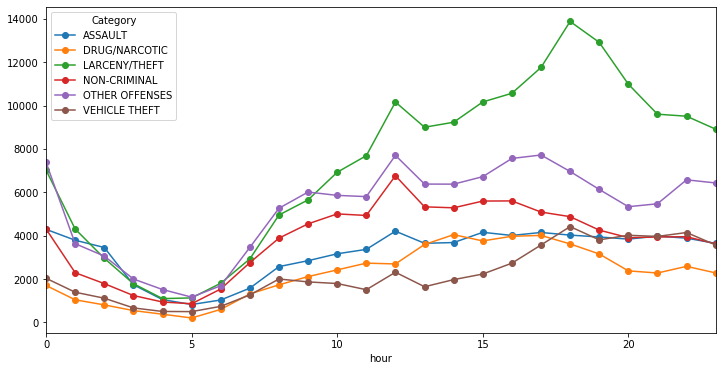 Category
ASSAULT
DRUG/NARCOTIC
LARCENY/THEFT
NON-CRIMINAL
OTHER OFFENSES
VEHICLE THEFT
14000
12000
10000
8000
6000
4000
2000
0
0 5 10 15 20
hour